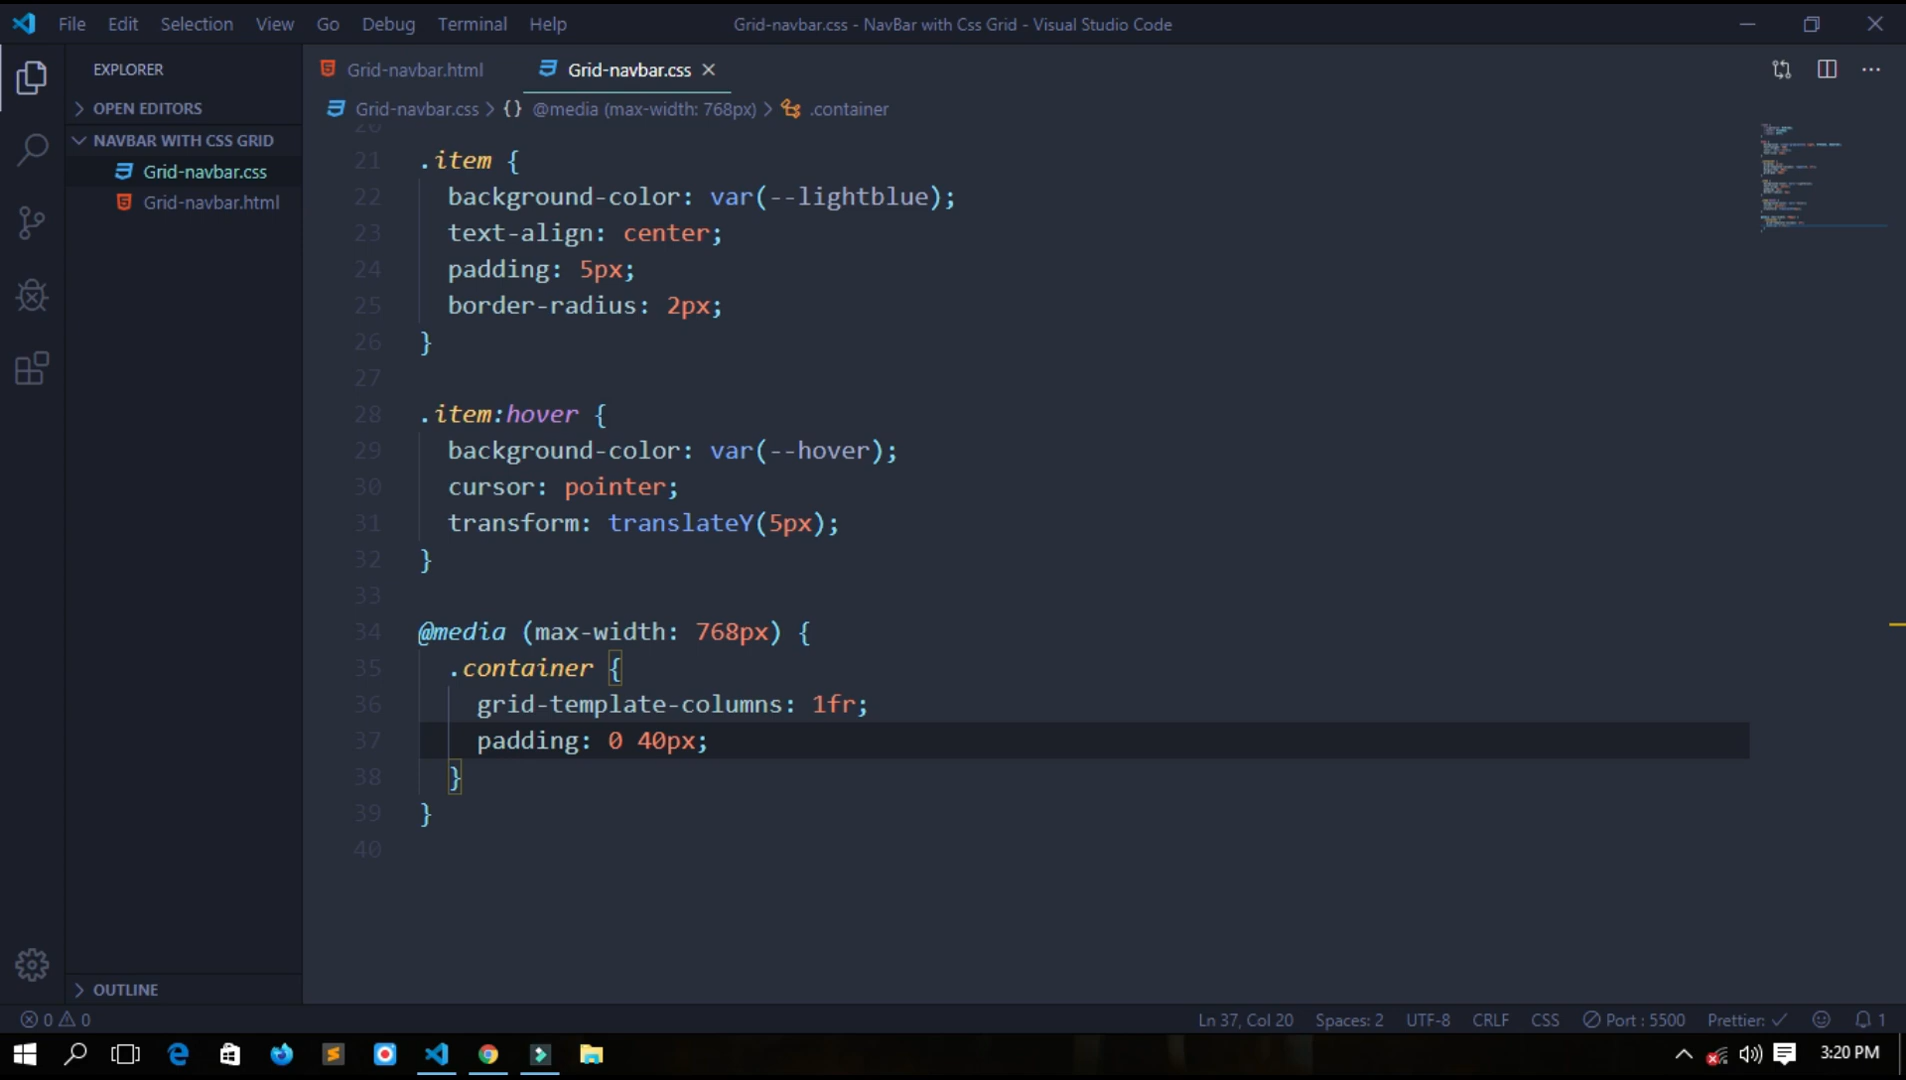 File Edit Selection View Go Debug Terminal Help
Grid-navbar.css - NavBar with Css Grid - Visual Studio Code
EXPLORER
OPEN EDITORS
NAVBAR WITH CSS GRID
Grid-navbar.css
Grid-navbar.html
OUTLINE
Grid-navbar.html
Grid-navbar.css
Grid-navbar.css > {} @media (max-width: 768px) > .container
20
21 .item {
22 background-color: var(--lightblue);
23 text-align: center;
24 padding: 5px;
25 border-radius: 2px;
26 }
27
28 .item:hover {
29 background-color: var(--hover);
30 cursor: pointer;
31 transform: translateY(5px);
32 }
33
34 @media (max-width: 768px) {
35 .container {
36 grid-template-columns: 1fr;
37 padding: 0 40px;
38 }
39 }
40
0 0
Ln 37, Col 20 Spaces: 2 UTF-8 CRLF CSS Port : 5500 Prettier: ✓ 1
3:20 PM